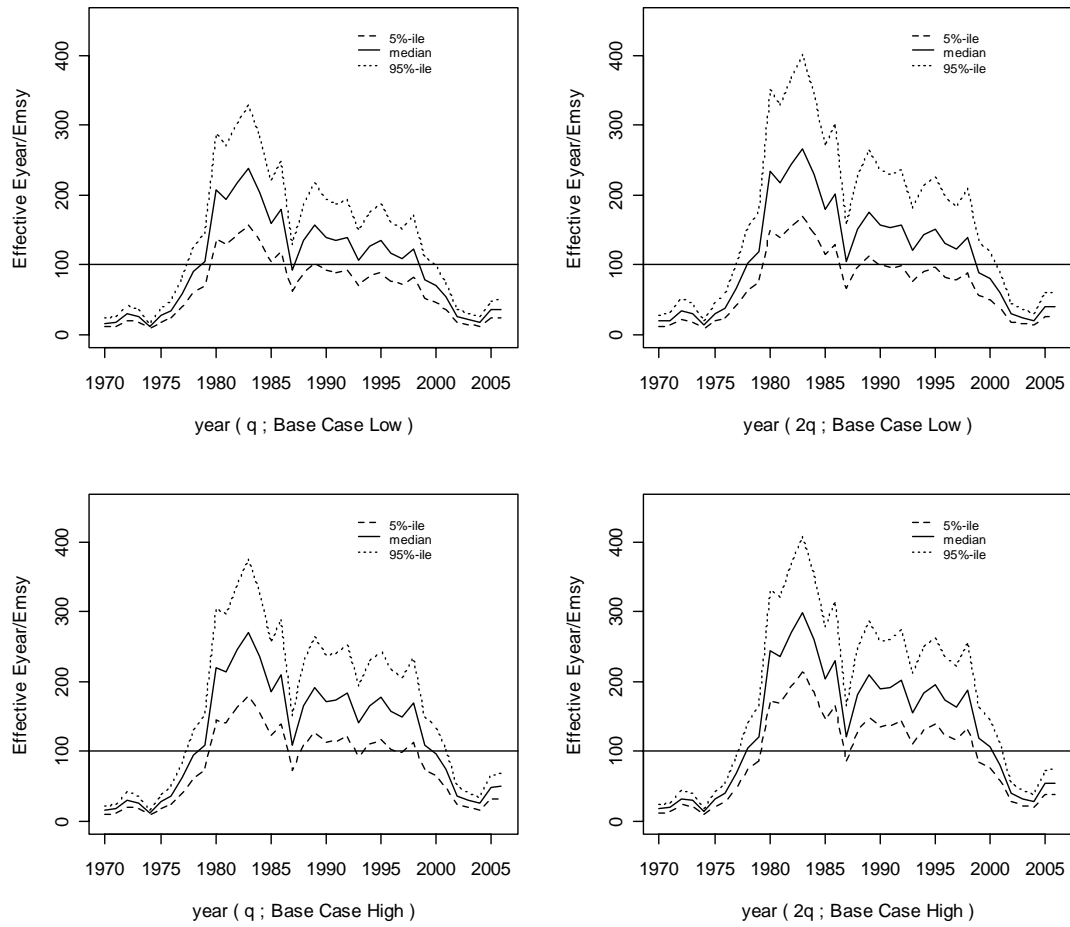 Effective Eyear/Emsy
400
300
200
100
0
5%-ile
median
95%-ile
1970 1975 1980 1985 1990 1995 2000 2005
year ( q ; Base Case Low )
Effective Eyear/Emsy
400
300
200
100
0
5%-ile
median
95%-ile
1970 1975 1980 1985 1990 1995 2000 2005
year ( 2q ; Base Case Low )
Effective Eyear/Emsy
400
300
200
100
0
5%-ile
median
95%-ile
1970 1975 1980 1985 1990 1995 2000 2005
year ( q ; Base Case High )
Effective Eyear/Emsy
400
300
200
100
0
5%-ile
median
95%-ile
1970 1975 1980 1985 1990 1995 2000 2005
year ( 2q ; Base Case High )